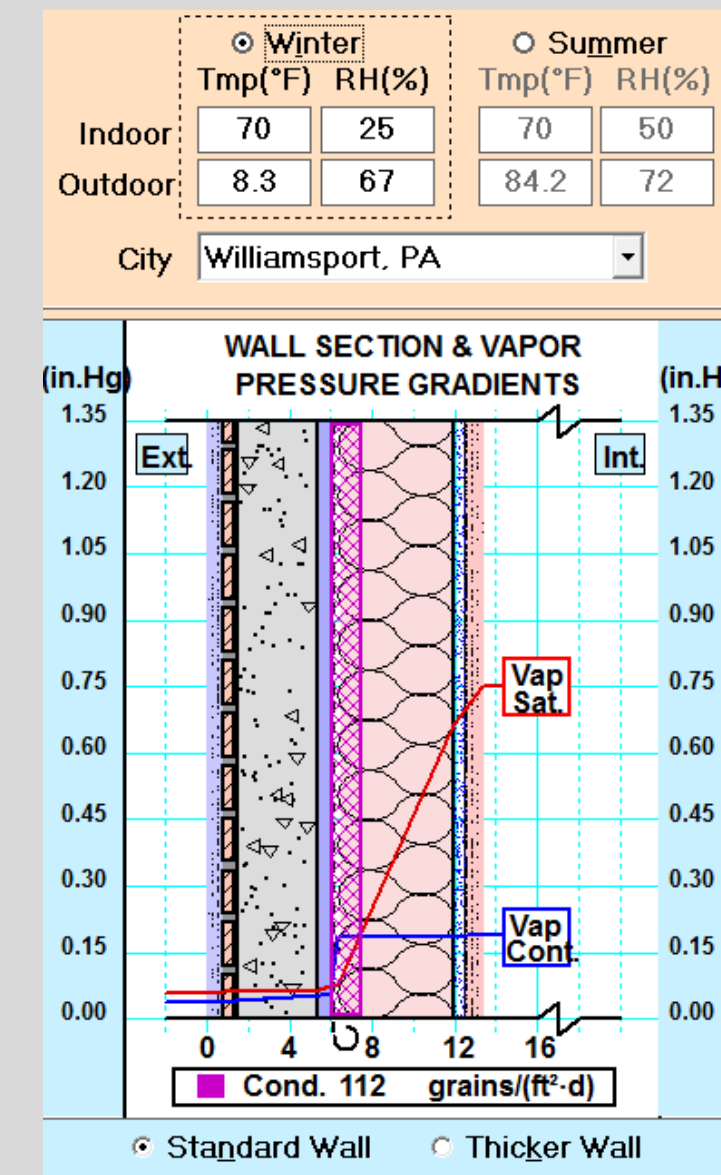 Winter Summer
Tmp(°F) RH(%) Tmp(°F) RH(%)
Indoor 70 25 70 50
Outdoor 8.3 67 84.2 72
City Williamsport, PA
WALL SECTION & VAPOR
PRESSURE GRADIENTS
(in.Hg) (in.H
1.35 1.35
Ext. Int.
1.20 1.20
1.05 1.05
0.90 0.90
0.75 0.75
Vap
Sat.
0.60 0.60
0.45 0.45
0.30 0.30
Vap
Cont.
0.15 0.15
0.00 0.00
0 4 8 12 16
Cond. 112 grains/(ft²·d)
Standard Wall Thicker Wall